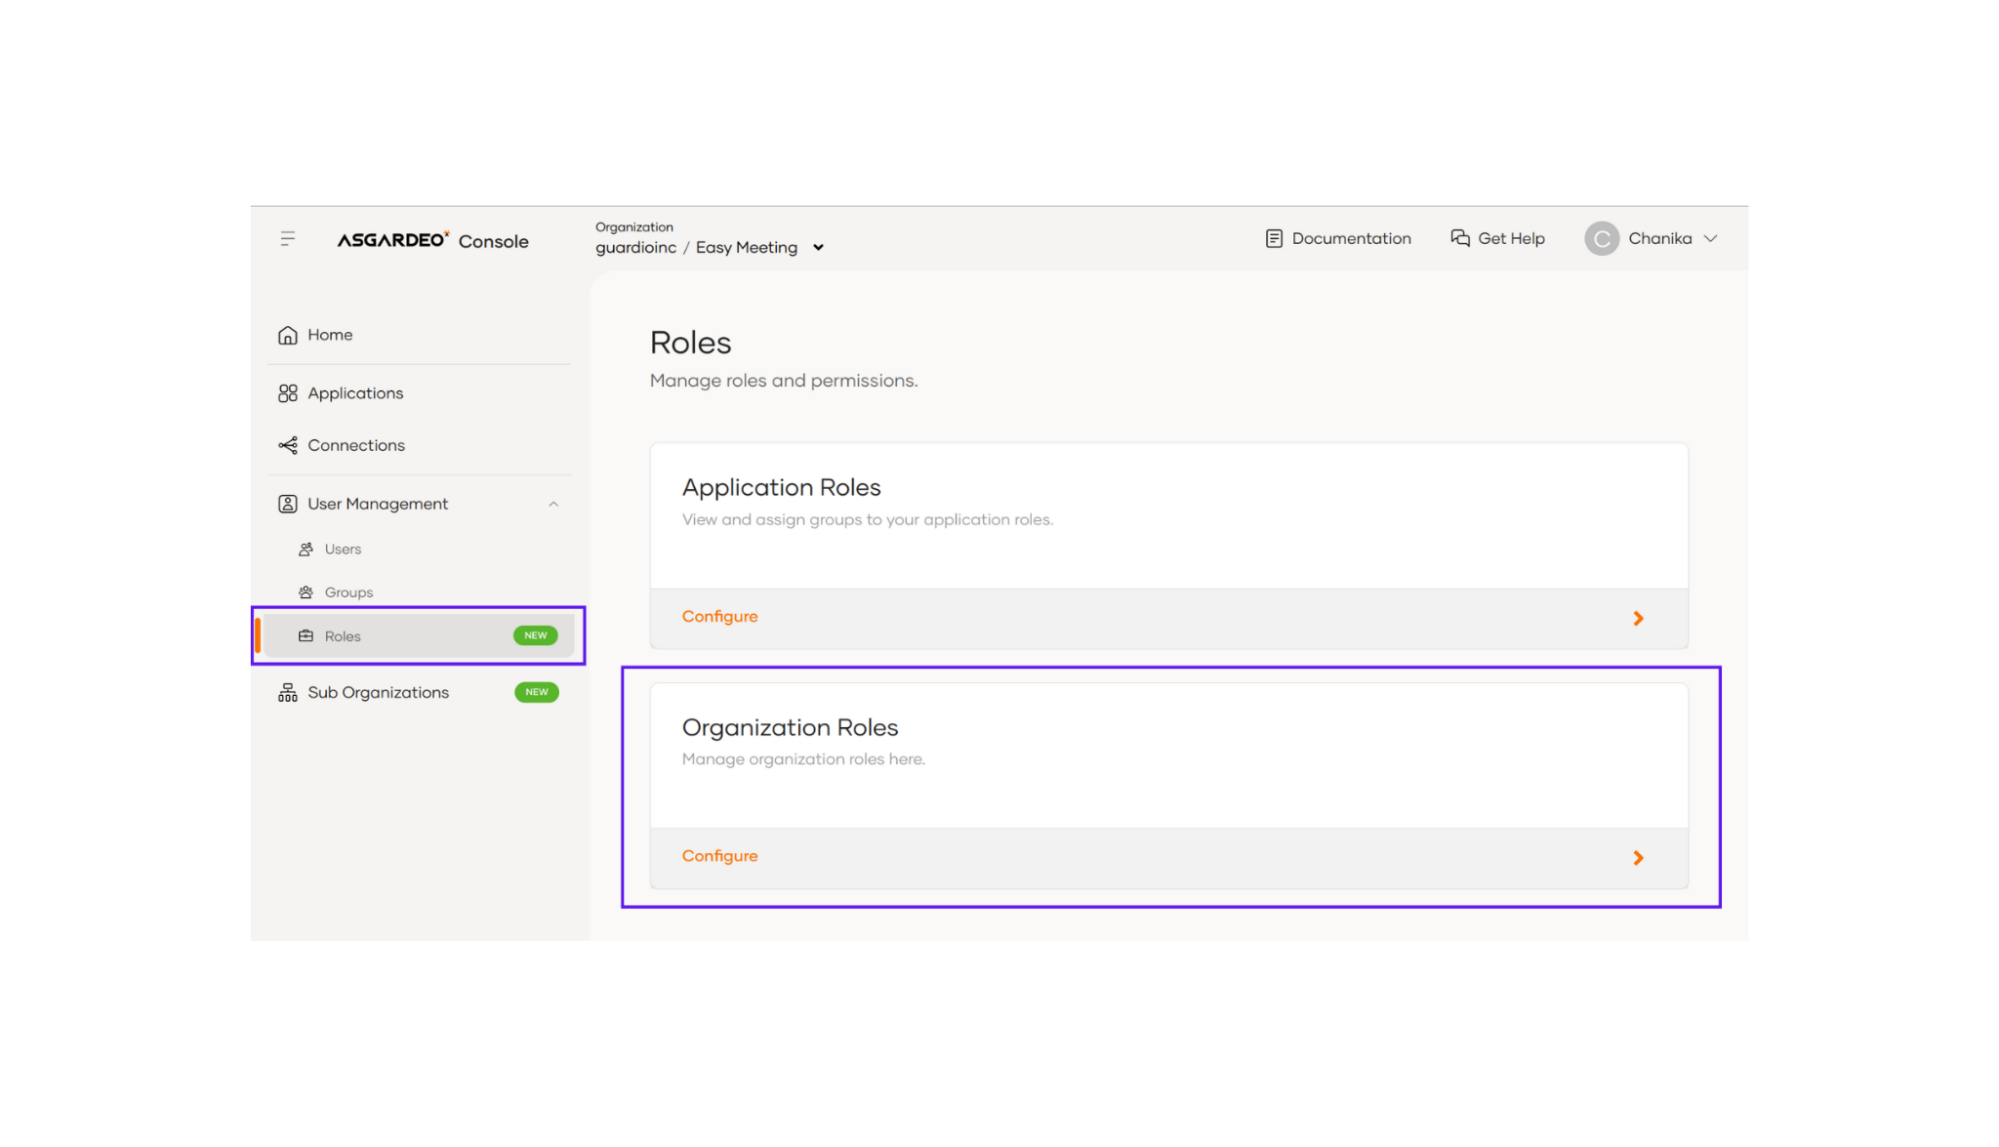 ASGARDEO Console
Organization
guardioinc / Easy Meeting
Documentation
Get Help
C
Chanika
Home
Applications
Connections
User Management
Users
Groups
Roles
NEW
Sub Organizations
NEW
Roles
Manage roles and permissions.
Application Roles
View and assign groups to your application roles.
Configure
Organization Roles
Manage organization roles here.
Configure